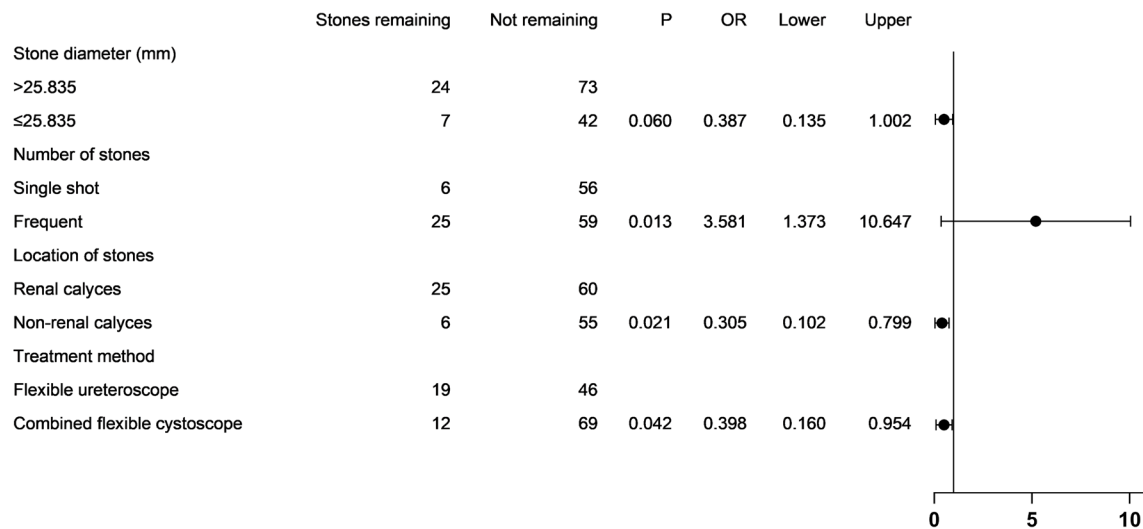 Stones remaining Not remaining P OR Lower Upper
Stone diameter (mm)
>25.835 24 73
≤25.835 7 42 0.060 0.387 0.135 1.002
Number of stones
Single shot 6 56
Frequent 25 59 0.013 3.581 1.373 10.647
Location of stones
Renal calyces 25 60
Non-renal calyces 6 55 0.021 0.305 0.102 0.799
Treatment method
Flexible ureteroscope 19 46
Combined flexible cystoscope 12 69 0.042 0.398 0.160 0.954
0 5 10